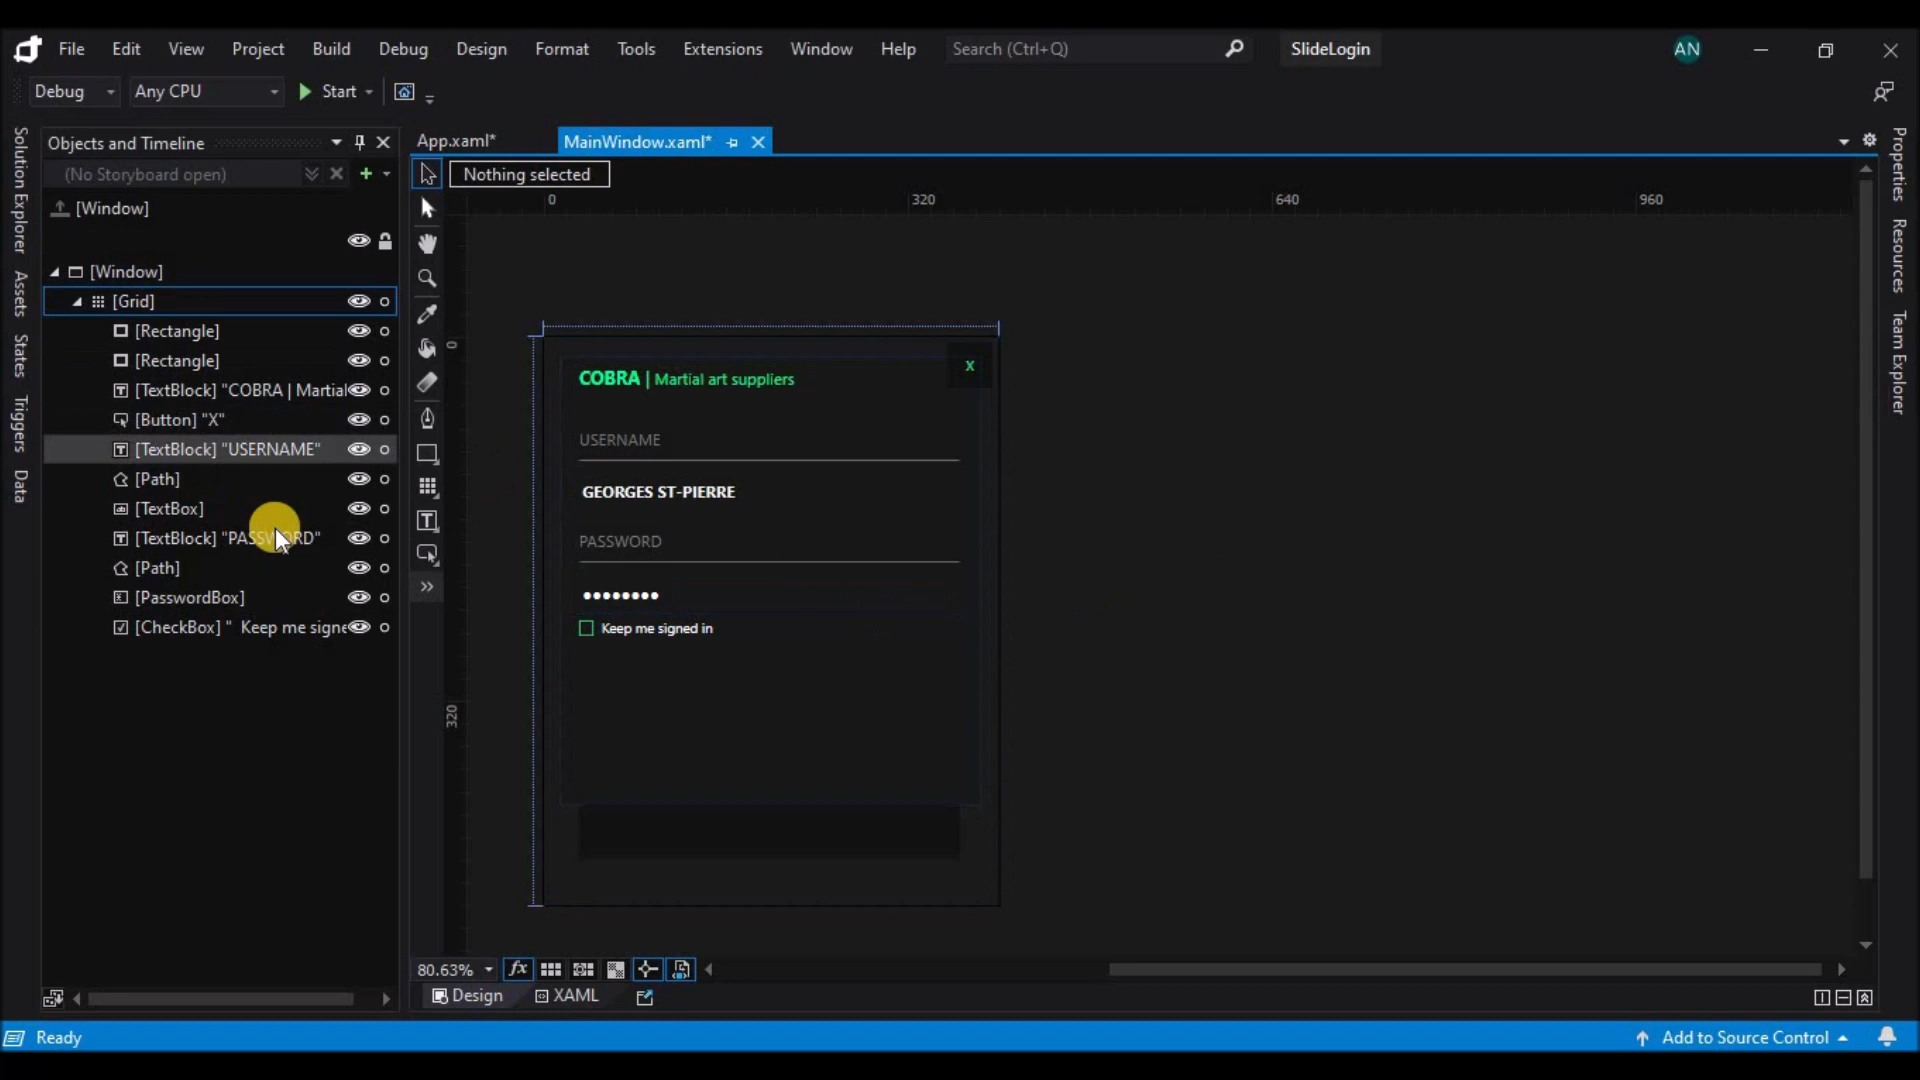 File Edit View Project Build Debug Design Format Tools Extensions Window Help Search (Ctrl+Q) SlideLogin AN
Debug Any CPU Start
Solution Explorer
Assets
States
Triggers
Data
Objects and Timeline
(No Storyboard open)
[Window]
[Window]
[Grid]
[Rectangle]
[Rectangle]
[TextBlock] "COBRA | Martial
[Button] "X"
[TextBlock] "USERNAME"
[Path]
[TextBox]
[TextBlock] "PASSWORD"
[Path]
[PasswordBox]
[CheckBox] " Keep me signe
App.xaml* MainWindow.xaml*
Nothing selected
0 320 640 960
0
320
COBRA | Martial art suppliers X
USERNAME
GEORGES ST-PIERRE
PASSWORD
Keep me signed in
80.63% fx
Design XAML
Properties
Resources
Team Explorer
Ready Add to Source Control